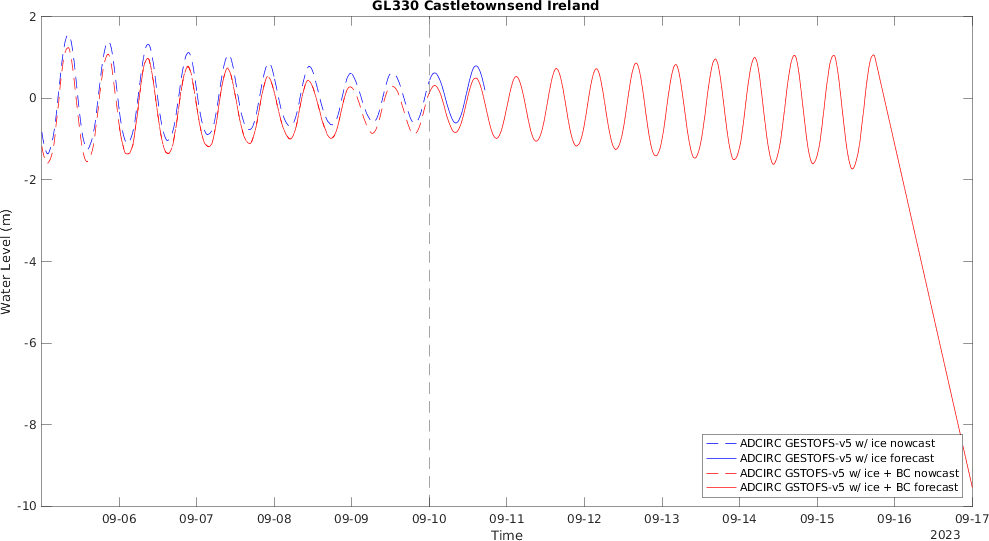 GL330 Castletownsend Ireland
2
0
-2
-4
-6
-8
-10
Water Level (m)
ADCIRC GESTOFS-v5 w/ ice nowcast
ADCIRC GESTOFS-v5 w/ ice forecast
ADCIRC GSTOFS-v5 w/ ice + BC nowcast
ADCIRC GSTOFS-v5 w/ ice + BC forecast
09-06 09-07 09-08 09-09 09-10 09-11 09-12 09-13 09-14 09-15 09-16 09-17
Time
2023